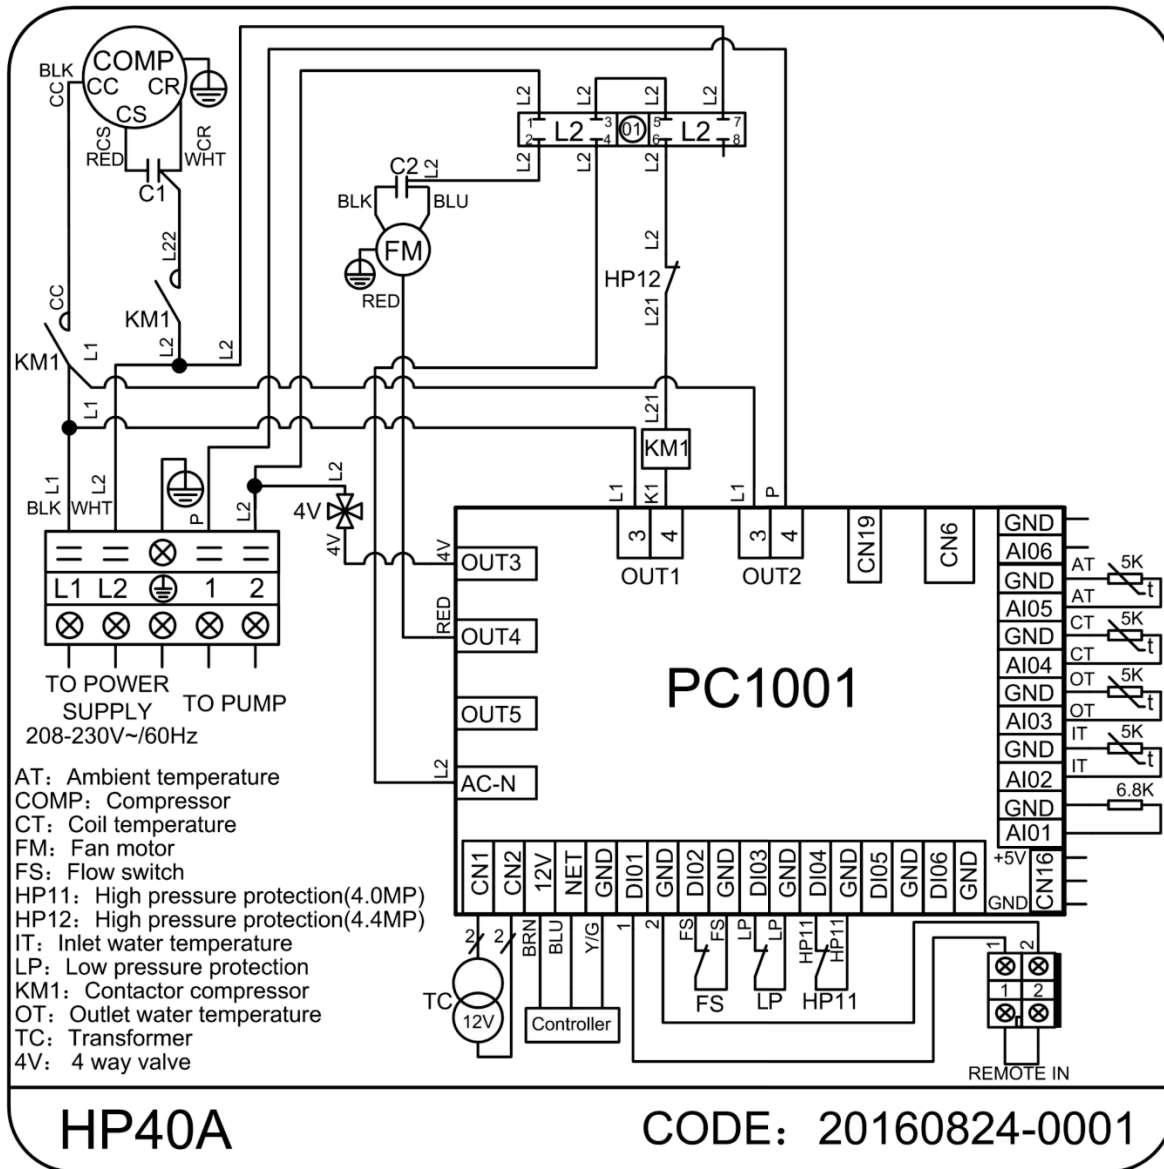 COMP
BLK
CC
CC
CR
CS
CS
RED
CR
WHT
C1
L22
CC
KM1
KM1
L1
L2
L2
L1
L1
BLK
L2
WHT
P
L2
L1 L2 1 2
TO POWER
SUPPLY
TO PUMP
208-230V~/60Hz
L2
L2
L2
L2
1
2
L2
3
4
01
5
6
L2
7
8
L2
L2
L2
C2
L2
BLK
BLU
FM
RED
L2
HP12
L21
L21
KM1
L2
4V
4V
4V
RED
L2
L1
K1
L1
P
3 4
OUT1
3 4
OUT2
CN19
CN6
OUT3
OUT4
OUT5
AC-N
PC1001
GND
AI06
GND
AI05
GND
AI04
GND
AI03
GND
AI02
GND
AI01
+5V
GND
CN16
AT
5K
t
AT
CT
5K
t
CT
OT
5K
t
OT
IT
5K
t
IT
6.8K
CN1 CN2 12V NET GND DI01 GND DI02 GND DI03 GND DI04 GND DI05 GND DI06 GND
2
2
BRN
BLU
Y/G
1
2
FS
FS
LP
LP
HP11
HP11
TC
12V
Controller
FS
LP
HP11
1
2
1 2
REMOTE IN
AT: Ambient temperature
COMP: Compressor
CT: Coil temperature
FM: Fan motor
FS: Flow switch
HP11: High pressure protection(4.0MP)
HP12: High pressure protection(4.4MP)
IT: Inlet water temperature
LP: Low pressure protection
KM1: Contactor compressor
OT: Outlet water temperature
TC: Transformer
4V: 4 way valve
HP40A
CODE: 20160824-0001